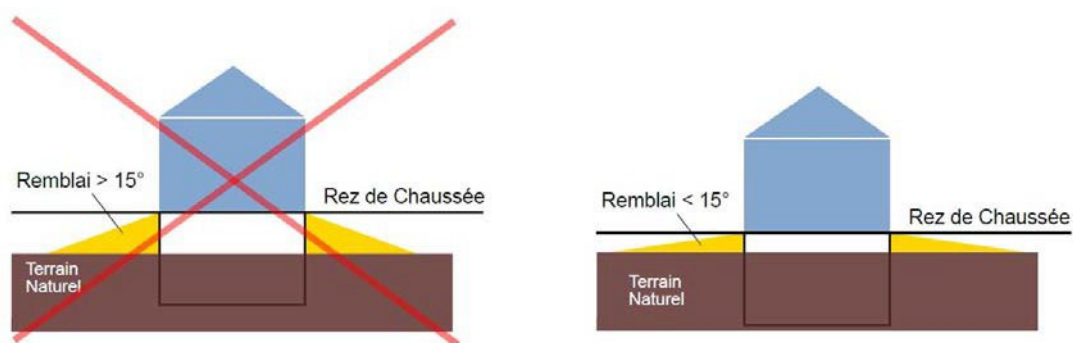 Remblai > 15°
Rez de Chaussée
Terrain
Naturel
Remblai < 15°
Rez de Chaussée
Terrain
Naturel